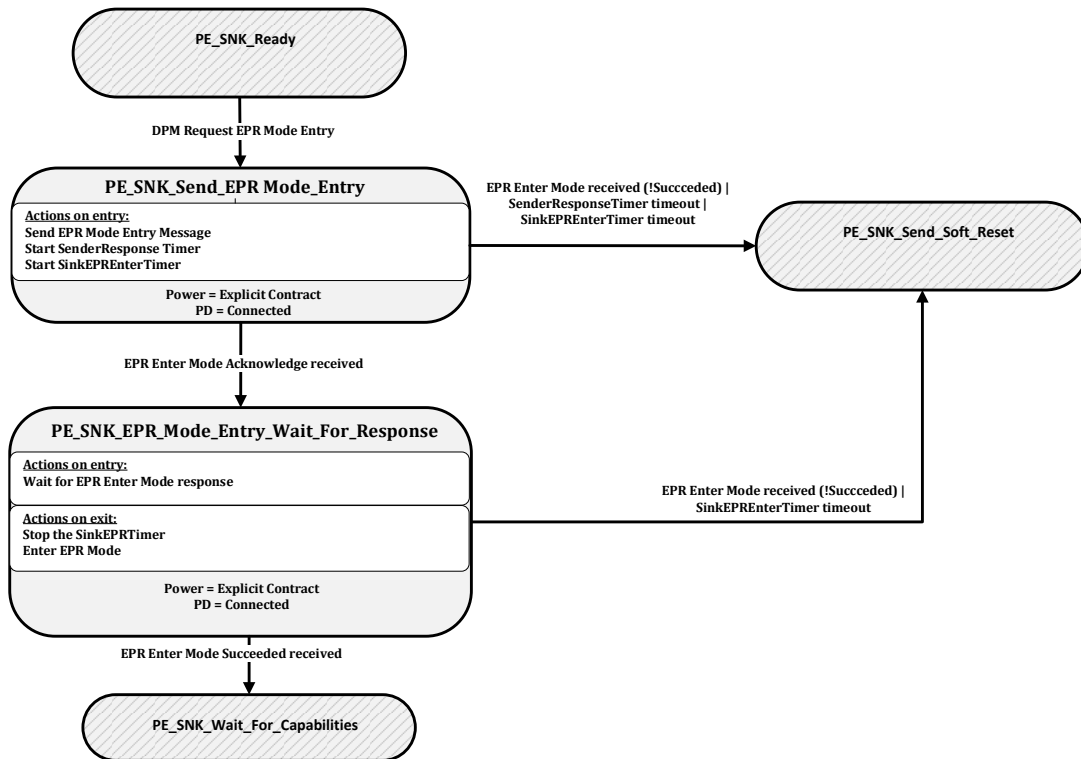 PE_SNK_Ready
DPM Request EPR Mode Entry
PE_SNK_Send_EPR Mode_Entry
Actions on entry:
Send EPR Mode Entry Message
Start SenderResponse Timer
Start SinkEPREnterTimer
Power = Explicit Contract
PD = Connected
EPR Enter Mode received (!Succceded) |
SenderResponseTimer timeout |
SinkEPREnterTimer timeout
PE_SNK_Send_Soft_Reset
EPR Enter Mode Acknowledge received
PE_SNK_EPR_Mode_Entry_Wait_For_Response
Actions on entry:
Wait for EPR Enter Mode response
Actions on exit:
Stop the SinkEPRTimer
Enter EPR Mode
Power = Explicit Contract
PD = Connected
EPR Enter Mode received (!Succceded) |
SinkEPREnterTimer timeout
EPR Enter Mode Succeeded received
PE_SNK_Wait_For_Capabilities